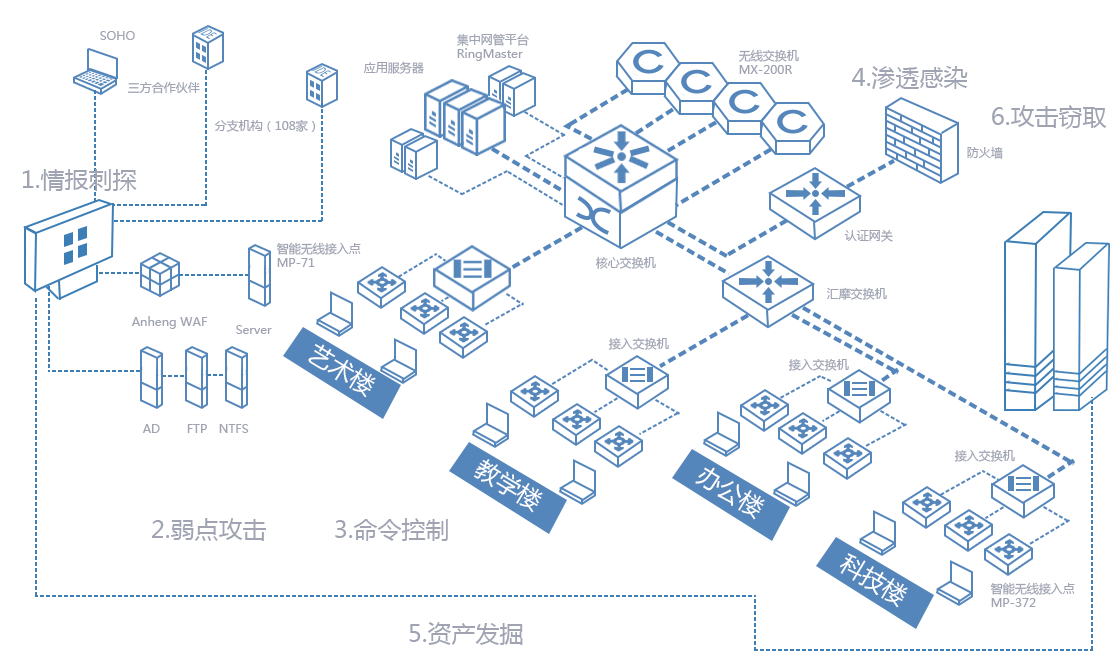 SOHO
三方合作伙伴
分支机构（108家）
应用服务器
集中网管平台
RingMaster
无线交换机
MX-200R
4.渗透感染
6.攻击窃取
防火墙
1.情报刺探
认证网关
核心交换机
智能无线接入点
MP-71
汇摩交换机
Anheng WAF
Server
艺术楼
接入交换机
接入交换机
AD
FTP
NTFS
教学楼
办公楼
接入交换机
2.弱点攻击
3.命令控制
科技楼
智能无线接入点
MP-372
5.资产发掘